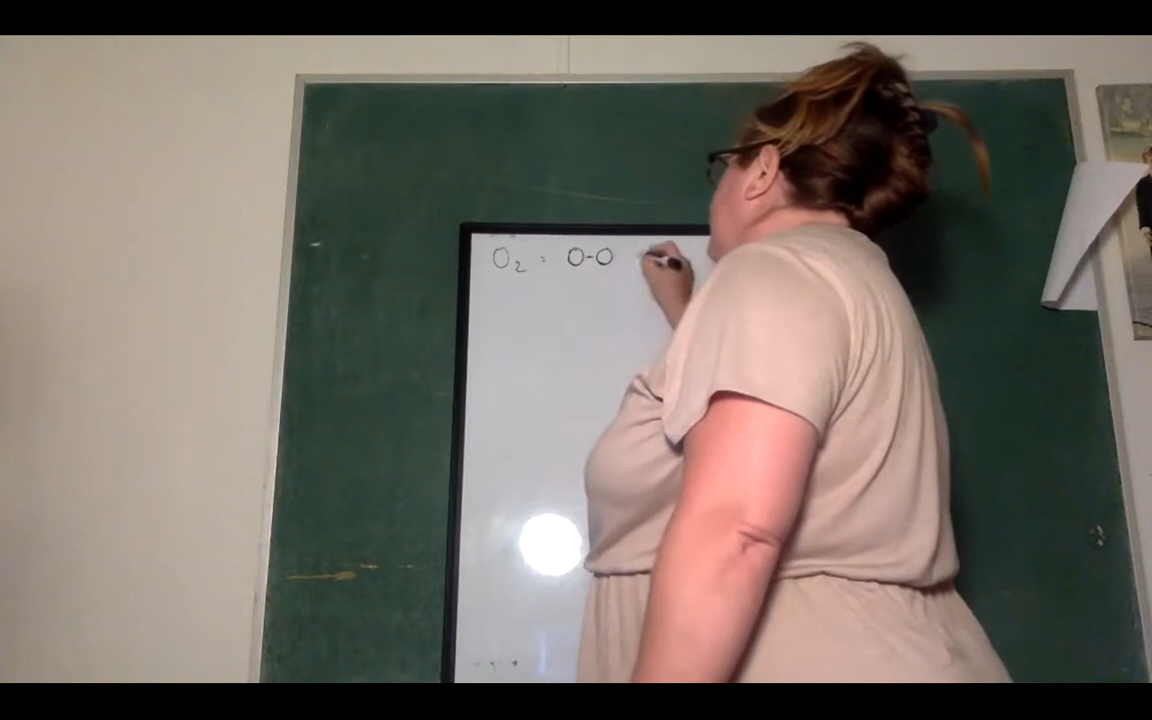 O₂ = O-O